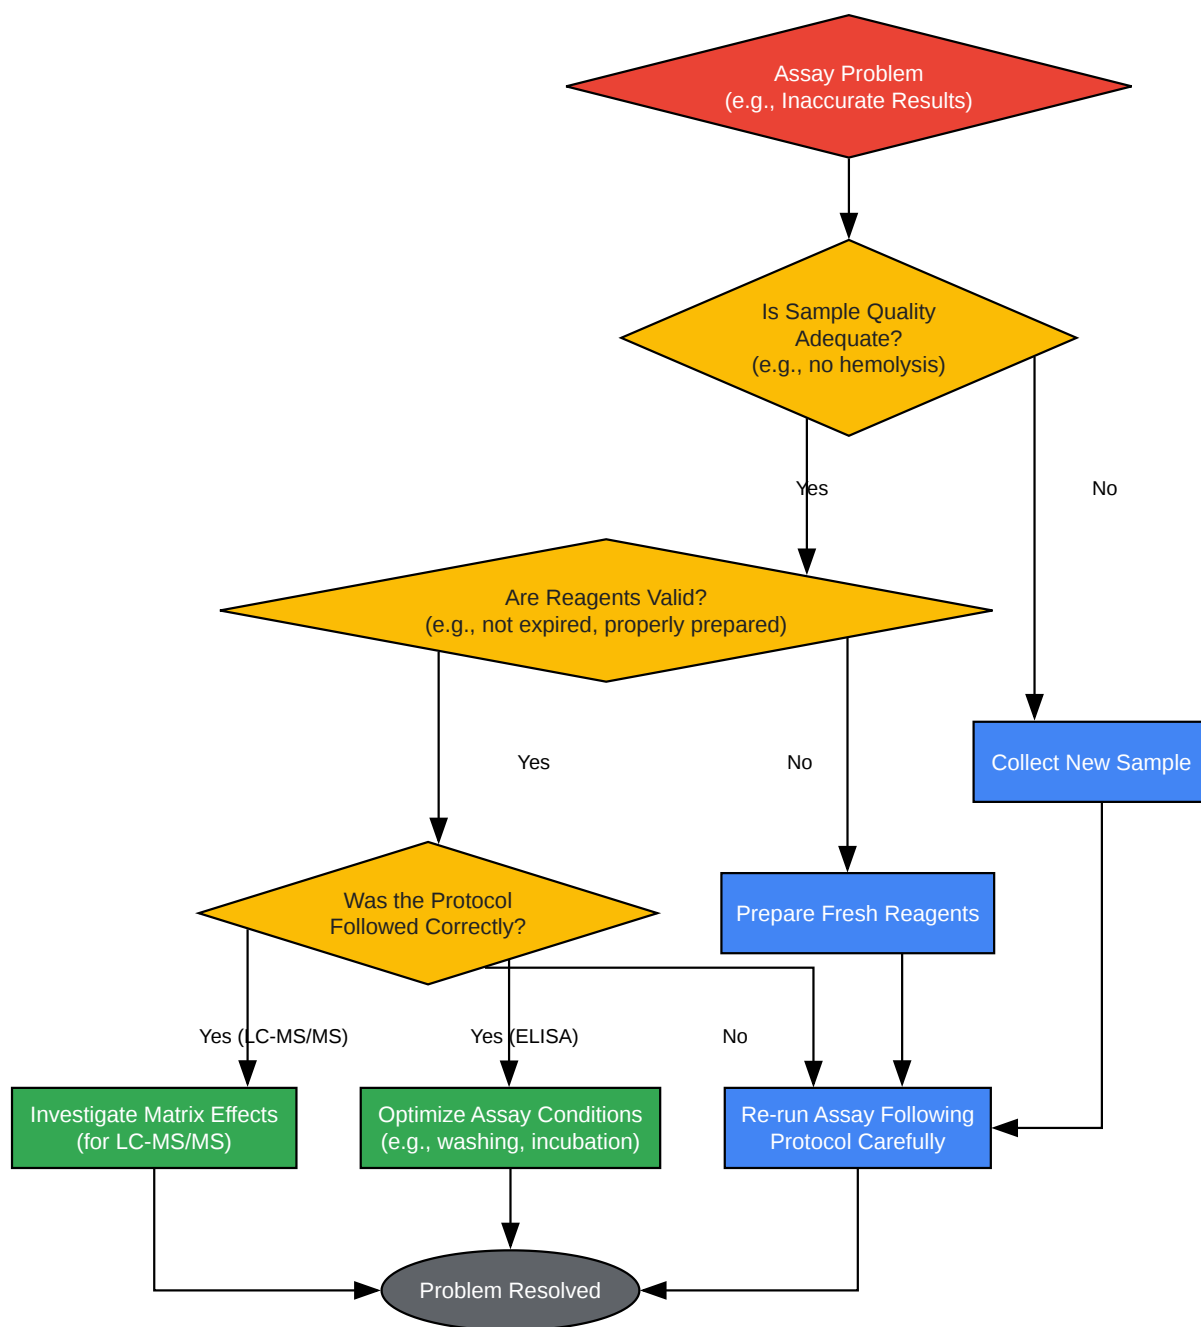 Assay Problem
(e.g., Inaccurate Results)
Is Sample Quality
Adequate?
(e.g., no hemolysis)
Yes
No
Are Reagents Valid?
(e.g., not expired, properly prepared)
Yes
No
Collect New Sample
Was the Protocol
Followed Correctly?
Prepare Fresh Reagents
Yes (LC-MS/MS)
Yes (ELISA)
No
Investigate Matrix Effects
(for LC-MS/MS)
Optimize Assay Conditions
(e.g., washing, incubation)
Re-run Assay Following
Protocol Carefully
Problem Resolved